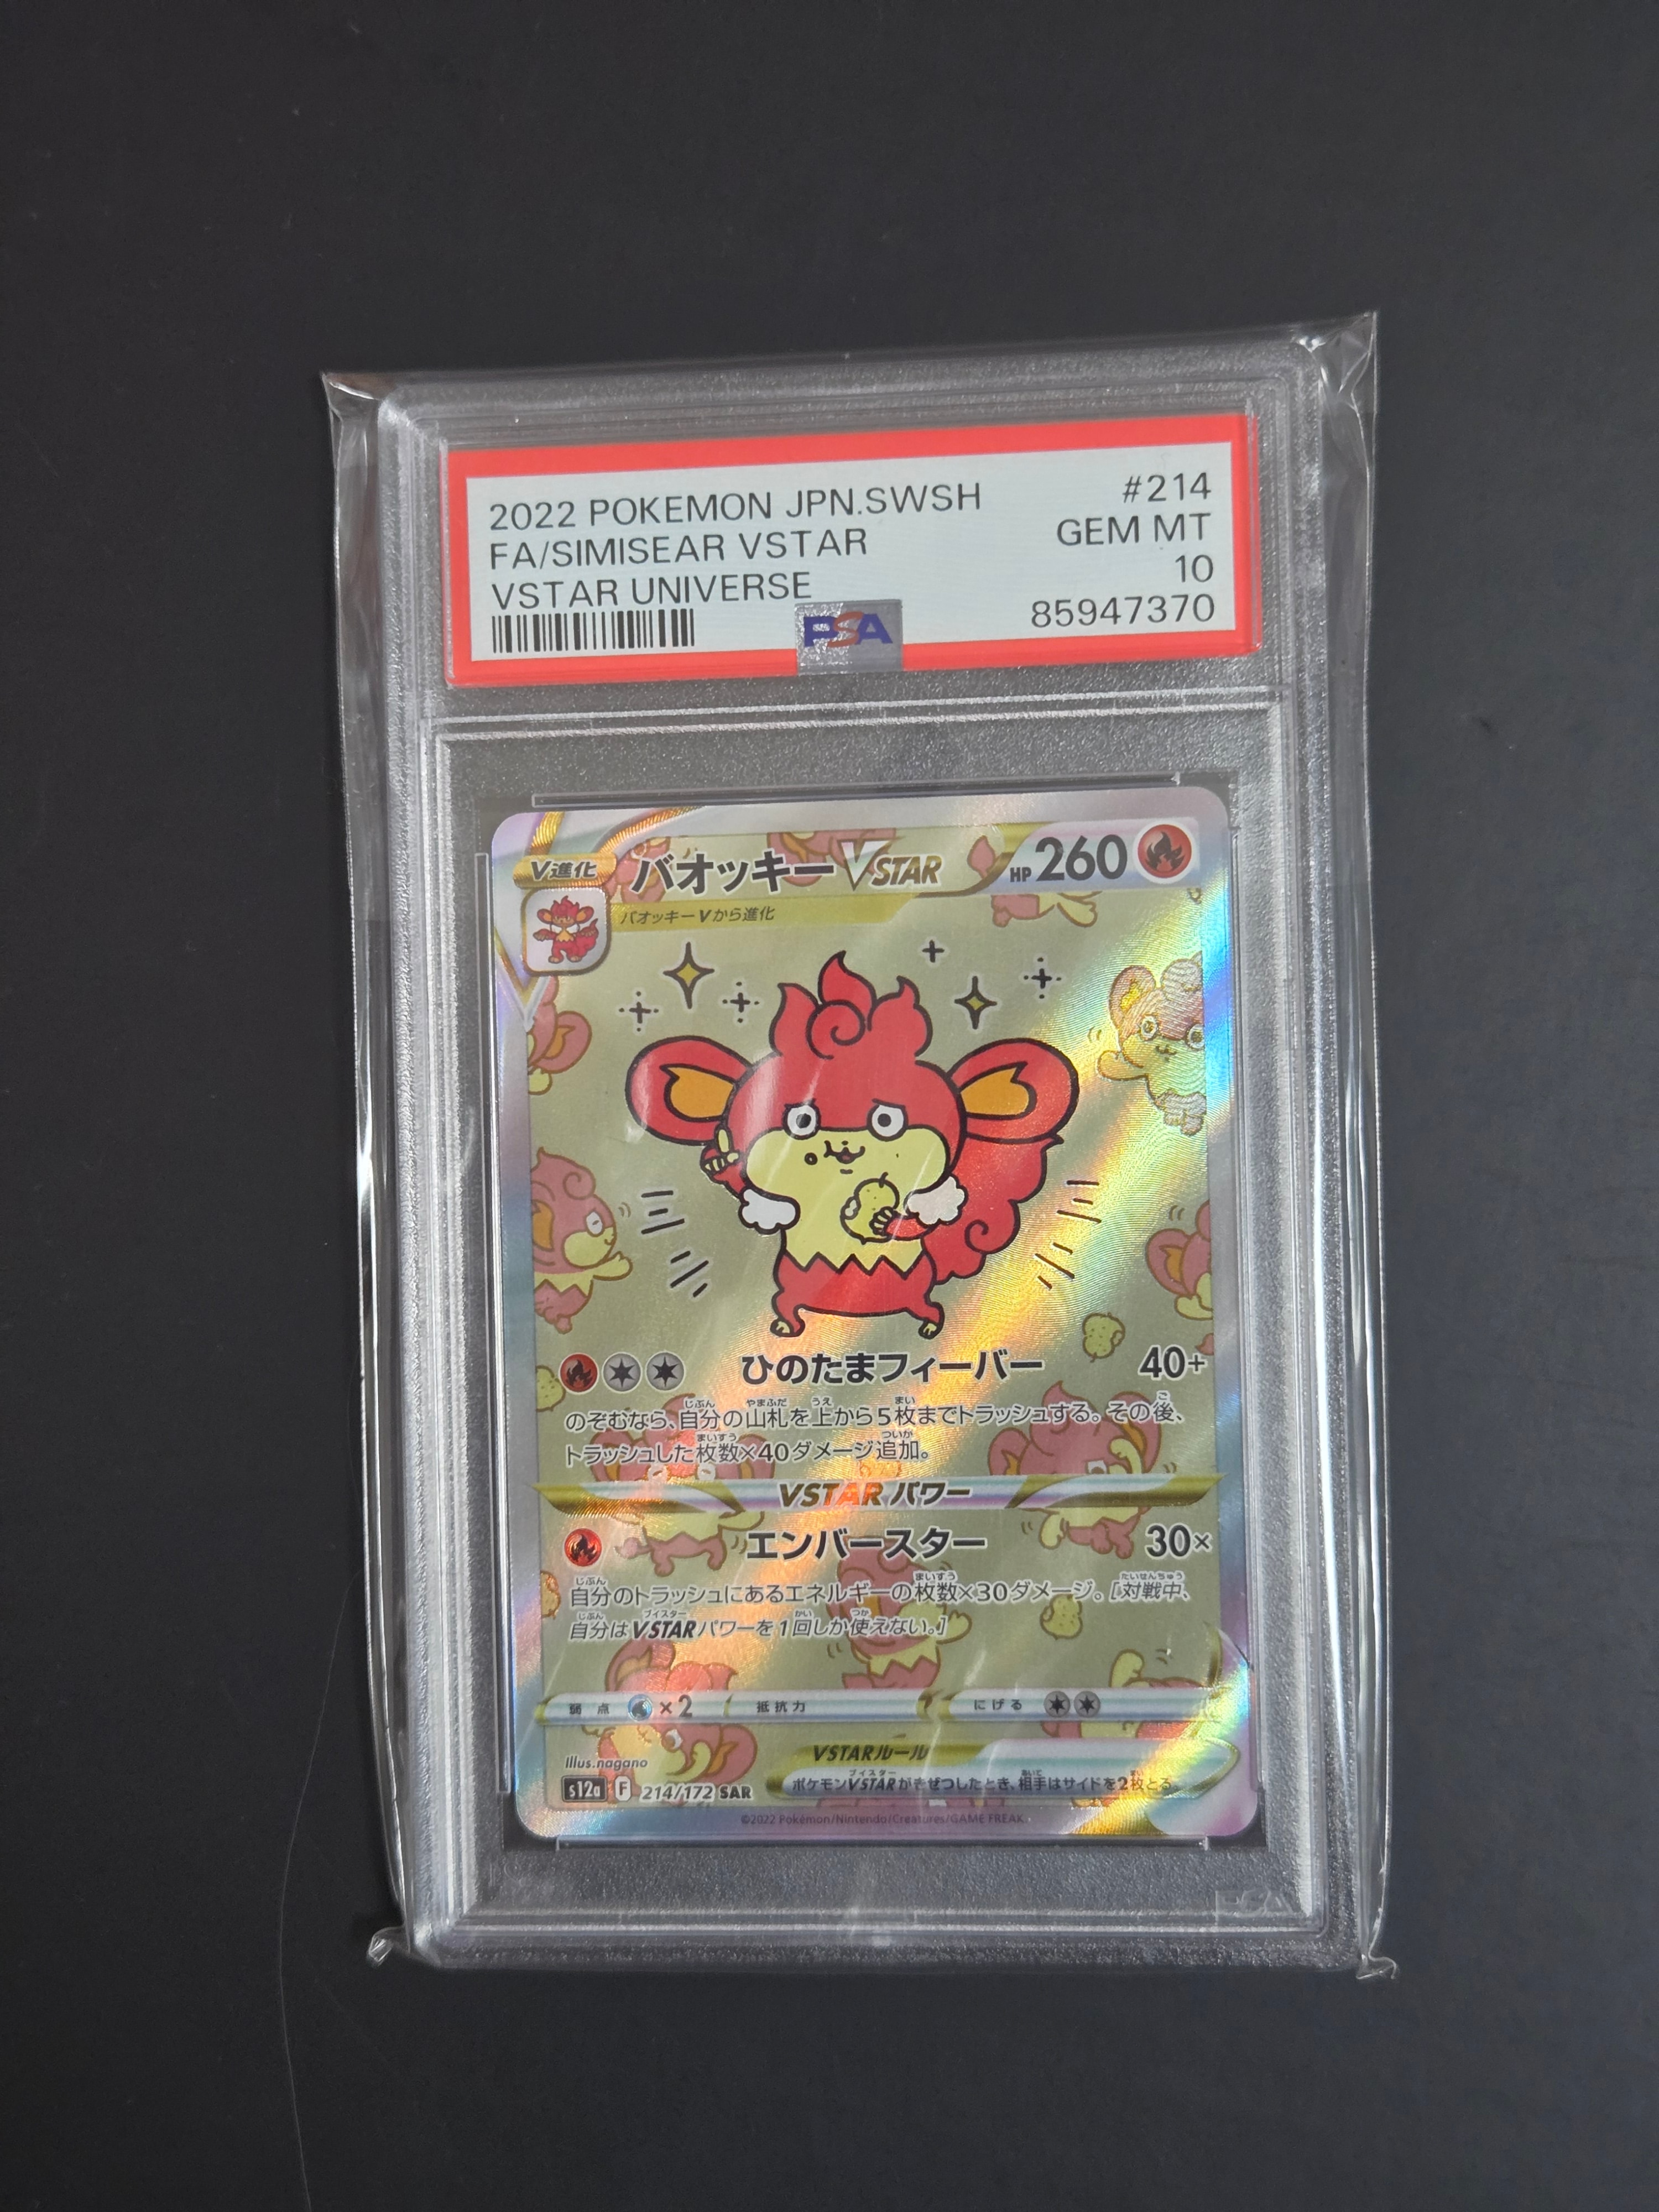 2022 POKEMON JPN.SWSH #214
FA/SIMISEAR VSTAR GEM MT
VSTAR UNIVERSE 10
PSA 85947370
V進化 バオッキーVSTAR HP 260
バオッキーVから進化
ひのたまフィーバー 40+
のぞむなら、自分の山札を上から5枚までトラッシュする。その後、
トラッシュした枚数×40ダメージ追加。
VSTARパワー
エンバースター 30×
自分のトラッシュにあるエネルギーの枚数×30ダメージ。[対戦中、
自分はVSTARパワーを1回しか使えない。]
弱点 ×2 抵抗力 にげる
Illus.nagano VSTARルール
s12a F 214/172 SAR ポケモンVSTARがきぜつしたとき、相手はサイドを2枚とる。
©2022 Pokémon/Nintendo/Creatures/GAME FREAK